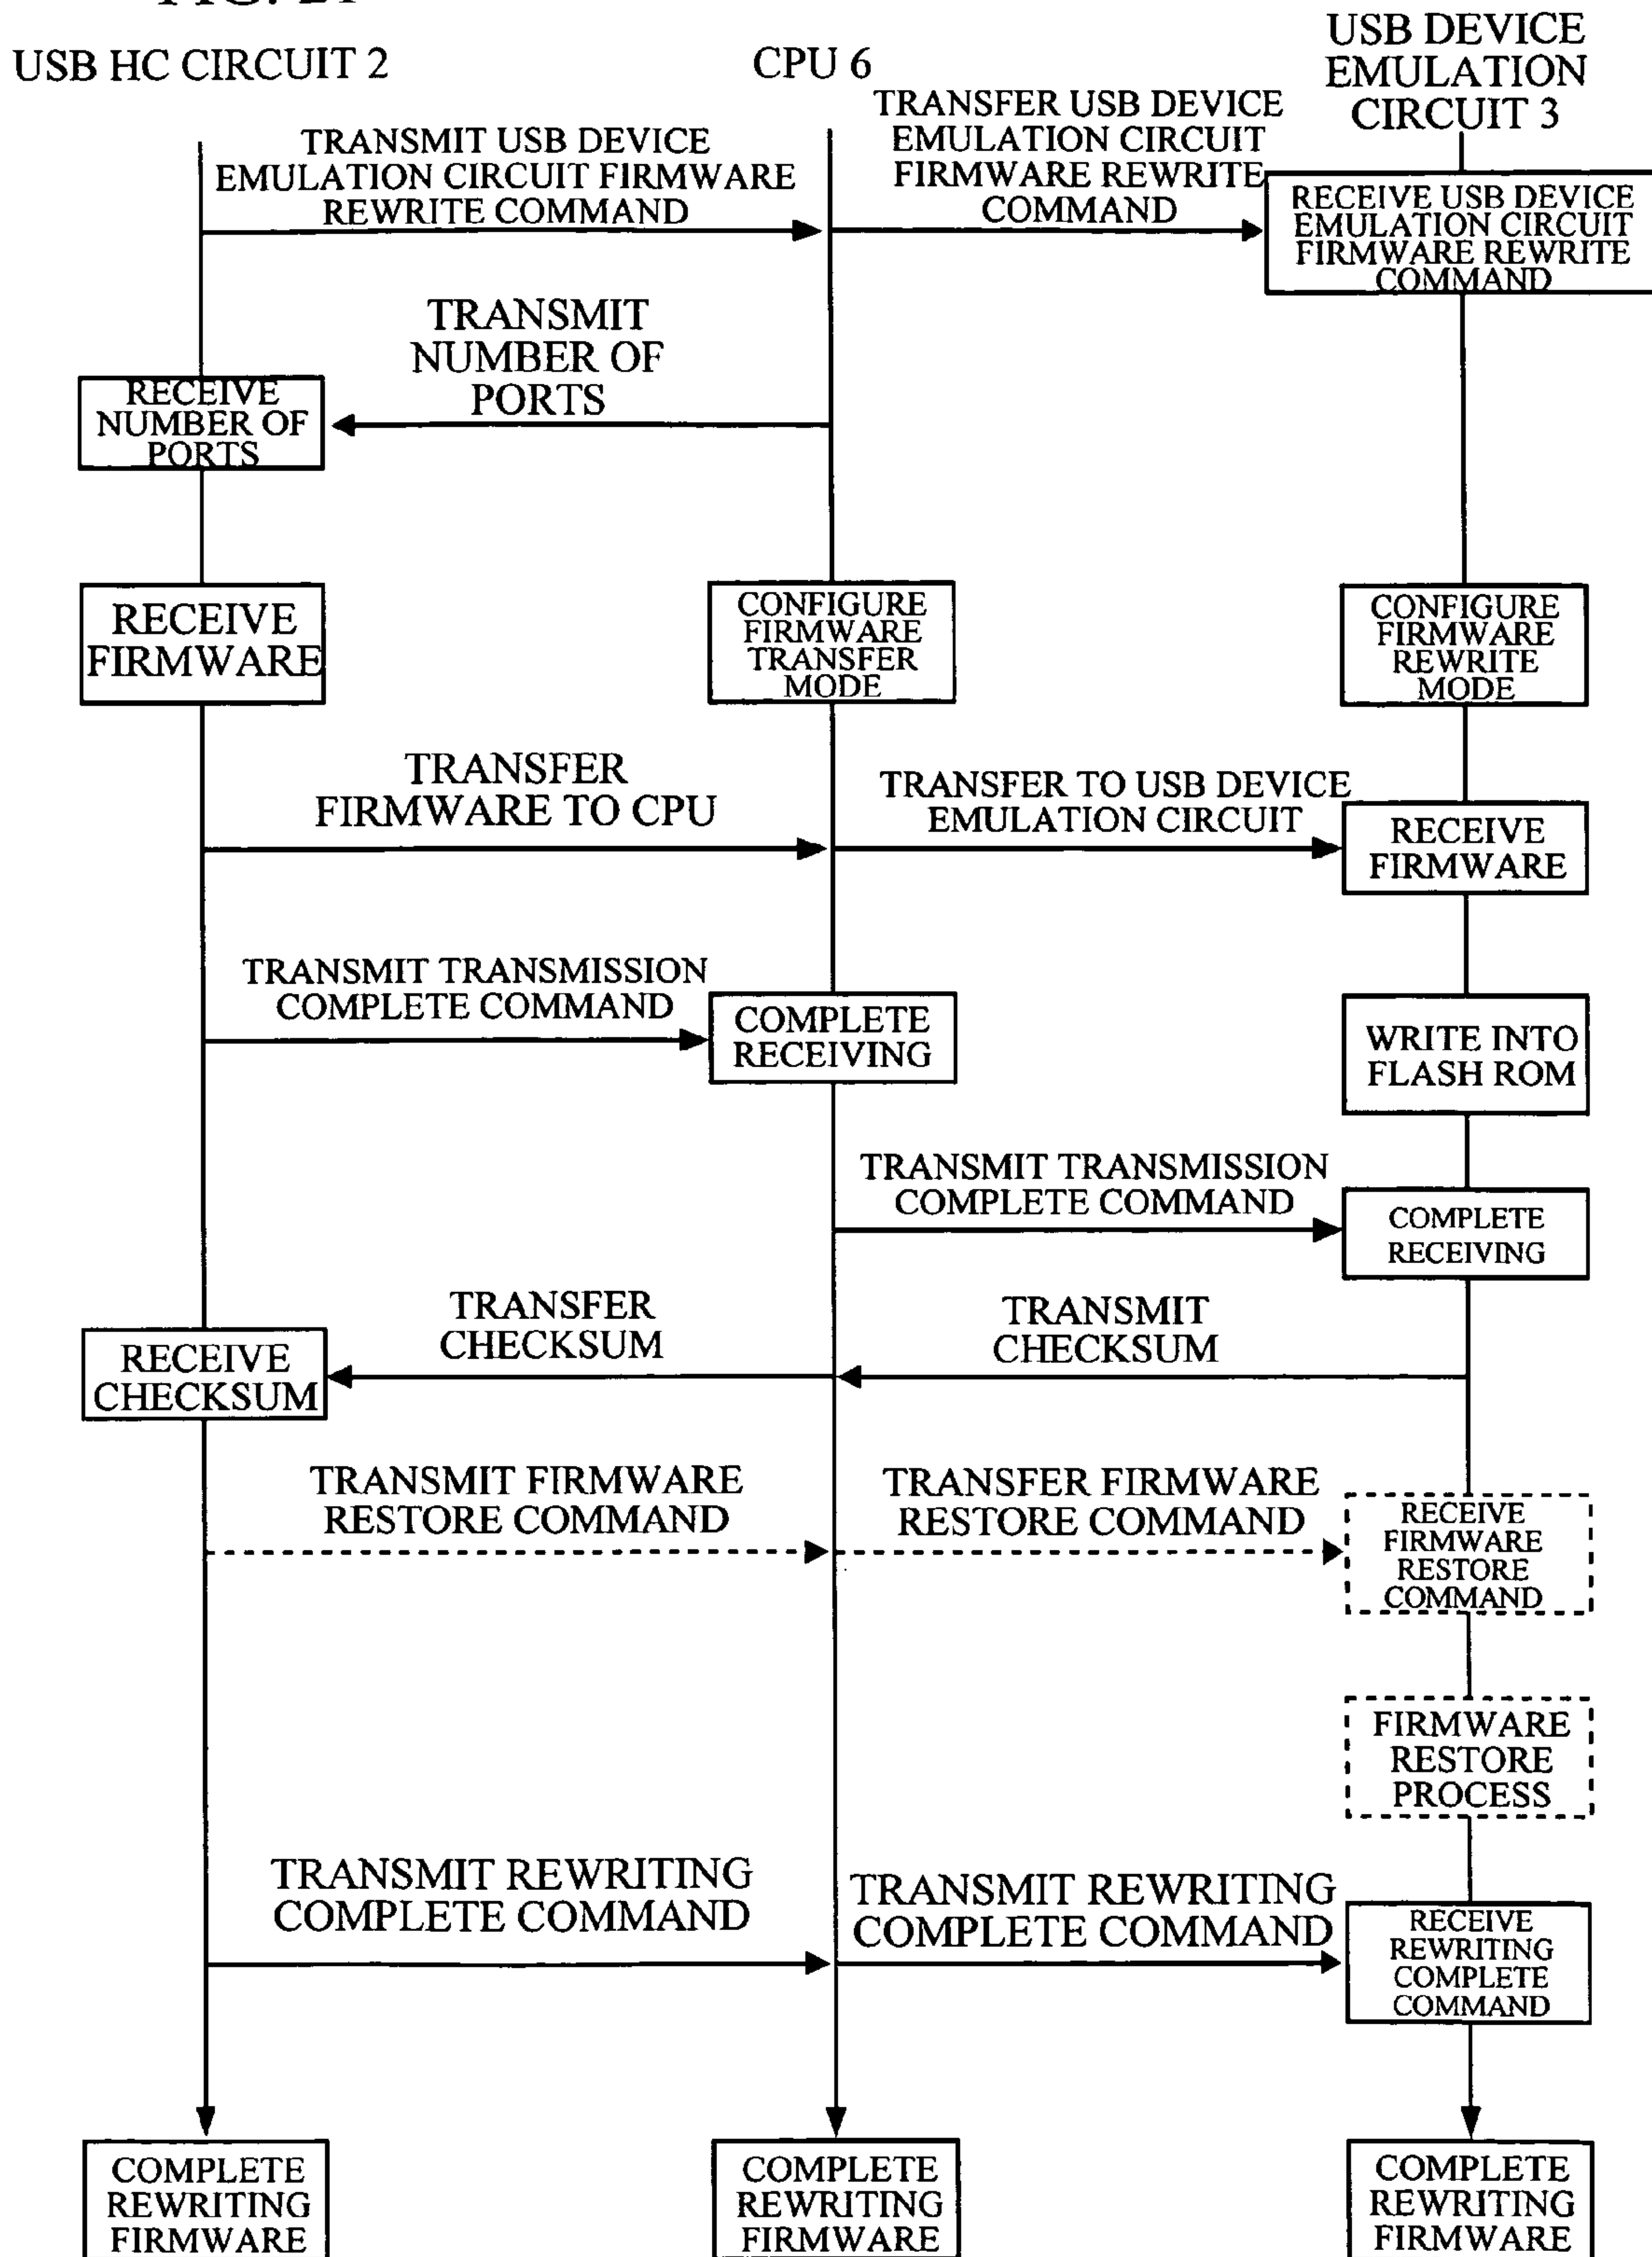 USB HC CIRCUIT 2
CPU 6
USB DEVICE
EMULATION
CIRCUIT 3
TRANSMIT USB DEVICE
EMULATION CIRCUIT FIRMWARE
REWRITE COMMAND
TRANSFER USB DEVICE
EMULATION CIRCUIT
FIRMWARE REWRITE
COMMAND
RECEIVE USB DEVICE
EMULATION CIRCUIT
FIRMWARE REWRITE
COMMAND
TRANSMIT
NUMBER OF
PORTS
RECEIVE
NUMBER OF
PORTS
RECEIVE
FIRMWARE
CONFIGURE
FIRMWARE
TRANSFER
MODE
CONFIGURE
FIRMWARE
REWRITE
MODE
TRANSFER
FIRMWARE TO CPU
TRANSFER TO USB DEVICE
EMULATION CIRCUIT
RECEIVE
FIRMWARE
TRANSMIT TRANSMISSION
COMPLETE COMMAND
COMPLETE
RECEIVING
WRITE INTO
FLASH ROM
TRANSMIT TRANSMISSION
COMPLETE COMMAND
COMPLETE
RECEIVING
TRANSFER
CHECKSUM
TRANSMIT
CHECKSUM
RECEIVE
CHECKSUM
TRANSMIT FIRMWARE
RESTORE COMMAND
TRANSFER FIRMWARE
RESTORE COMMAND
RECEIVE
FIRMWARE
RESTORE
COMMAND
FIRMWARE
RESTORE
PROCESS
TRANSMIT REWRITING
COMPLETE COMMAND
TRANSMIT REWRITING
COMPLETE COMMAND
RECEIVE
REWRITING
COMPLETE
COMMAND
COMPLETE
REWRITING
FIRMWARE
COMPLETE
REWRITING
FIRMWARE
COMPLETE
REWRITING
FIRMWARE